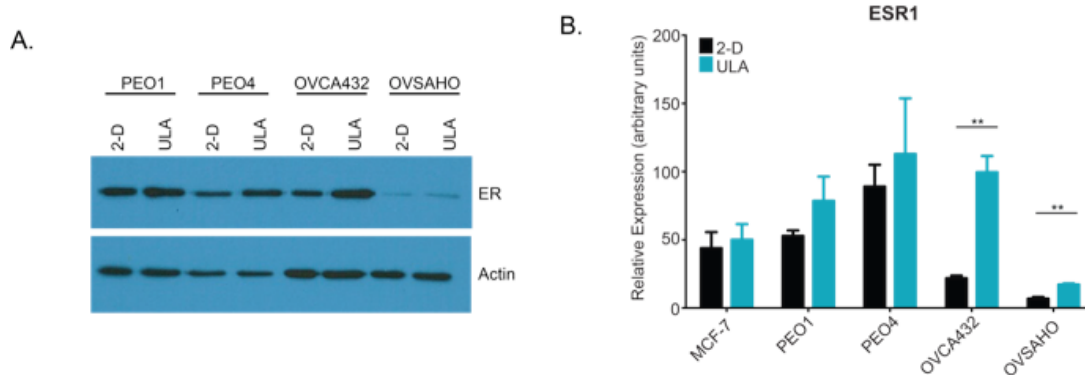 A.
PEO1 PEO4 OVCA432 OVSAHO
2-D ULA 2-D ULA 2-D ULA 2-D ULA
ER
Actin
B.
ESR1
Relative Expression (arbitrary units)
200
150
100
50
0
2-D
ULA
**
**
MCF-7
PEO1
PEO4
OVCA432
OVSAHO